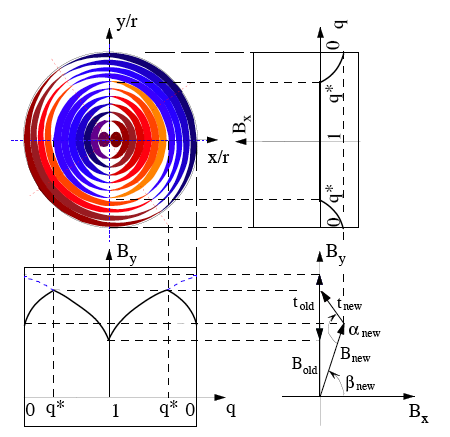 y/r
x/r
q
0
q*
1
q*
0
B_x
B_y
0 q* 1 q* 0 q
B_y
t_old
t_new
α_new
B_old
B_new
β_new
B_x